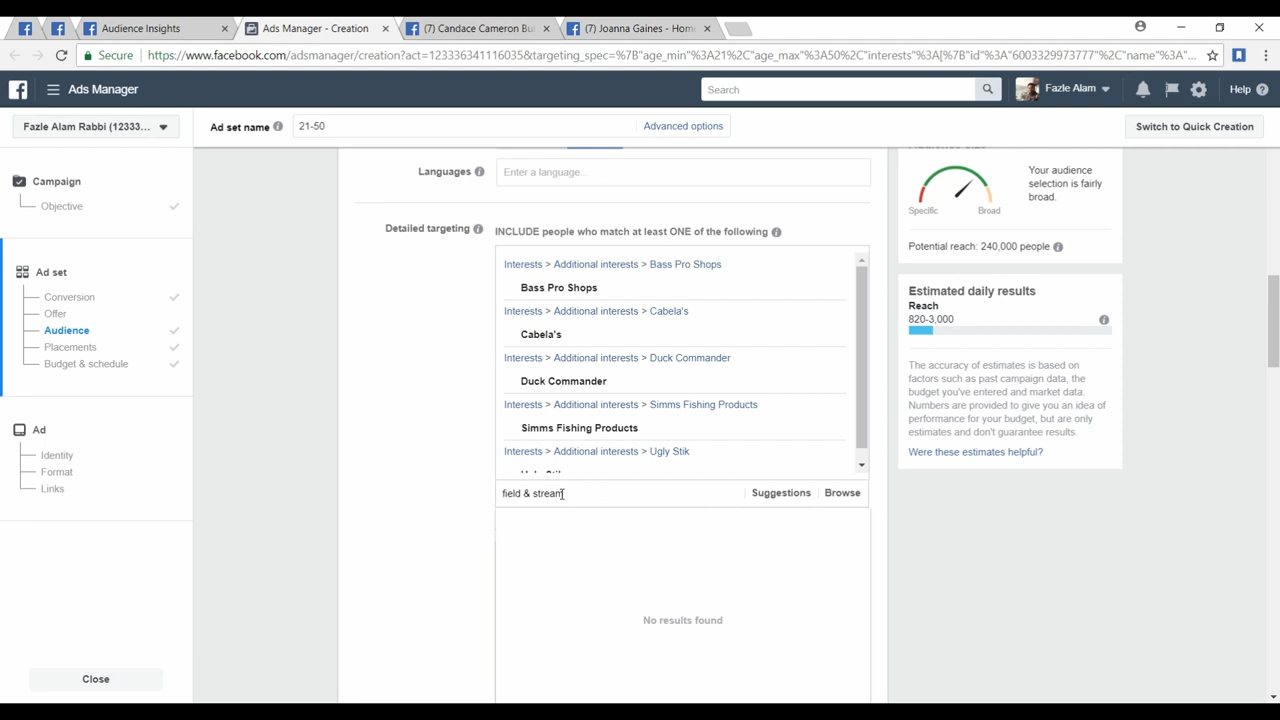 Audience Insights
Ads Manager - Creation
(7) Candace Cameron Bu
(7) Joanna Gaines - Hom
Secure
https://www.facebook.com/adsmanager/creation?act=123336341116035&targeting_spec=%7B"age_min"%3A21%2C"age_max"%3A50%2C"interests"%3A[%7B"id"%3A"6003329973777"%2C"name"%3A"...
Ads Manager
Search
Fazle Alam
Help
Fazle Alam Rabbi (12333...
Ad set name
21-50
Advanced options
Switch to Quick Creation
Campaign
Objective
Ad set
Conversion
Offer
Audience
Placements
Budget & schedule
Ad
Identity
Format
Links
Close
Languages
Enter a language...
Detailed targeting
INCLUDE people who match at least ONE of the following
Interests > Additional interests > Bass Pro Shops
Bass Pro Shops
Interests > Additional interests > Cabela's
Cabela's
Interests > Additional interests > Duck Commander
Duck Commander
Interests > Additional interests > Simms Fishing Products
Simms Fishing Products
Interests > Additional interests > Ugly Stik
Ugly Stik
field & stream
Suggestions
Browse
No results found
Audience Size
Specific
Broad
Your audience
selection is fairly
broad.
Potential reach: 240,000 people
Estimated daily results
Reach
820-3,000
The accuracy of estimates is based on
factors such as past campaign data, the
budget you've entered and market data.
Numbers are provided to give you an idea of
performance for your budget, but are only
estimates and don't guarantee results.
Were these estimates helpful?